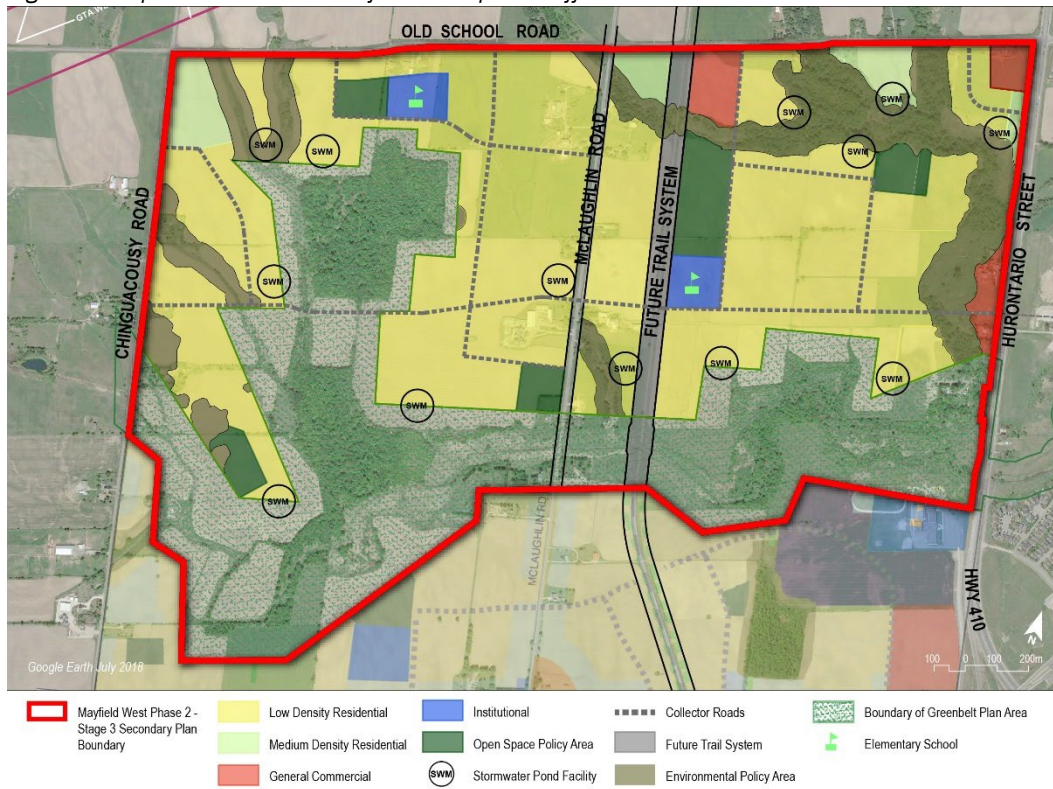 GTA WE
OLD SCHOOL ROAD
SWM
SWM
SWM
SWM
SWM
SWM
CHINGUACOUSY ROAD
McLAUGHLIN ROAD
FUTURE TRAIL SYSTEM
HURONTARIO STREET
SWM
SWM
SWM
SWM
SWM
SWM
SWM
MCLAUGHLIN RD
HWY 410
Google Earth July 2018
N
100 0 100 200m
Mayfield West Phase 2 -
Stage 3 Secondary Plan
Boundary
Low Density Residential
Medium Density Residential
General Commercial
Institutional
Open Space Policy Area
SWM
Stormwater Pond Facility
Collector Roads
Future Trail System
Environmental Policy Area
Boundary of Greenbelt Plan Area
Elementary School